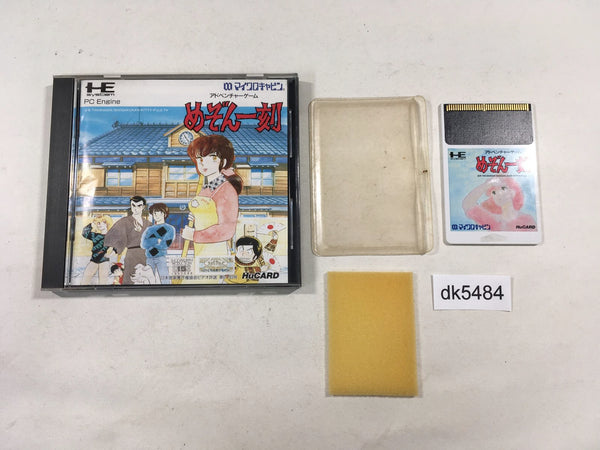 HE
SYSTEM
PC Engine
マイクロキャビン
アドベンチャーゲーム
めぞん一刻
HuCARD
アドベンチャーゲーム
HE
めぞん一刻
マイクロキャビン
HuCARD
dk5484